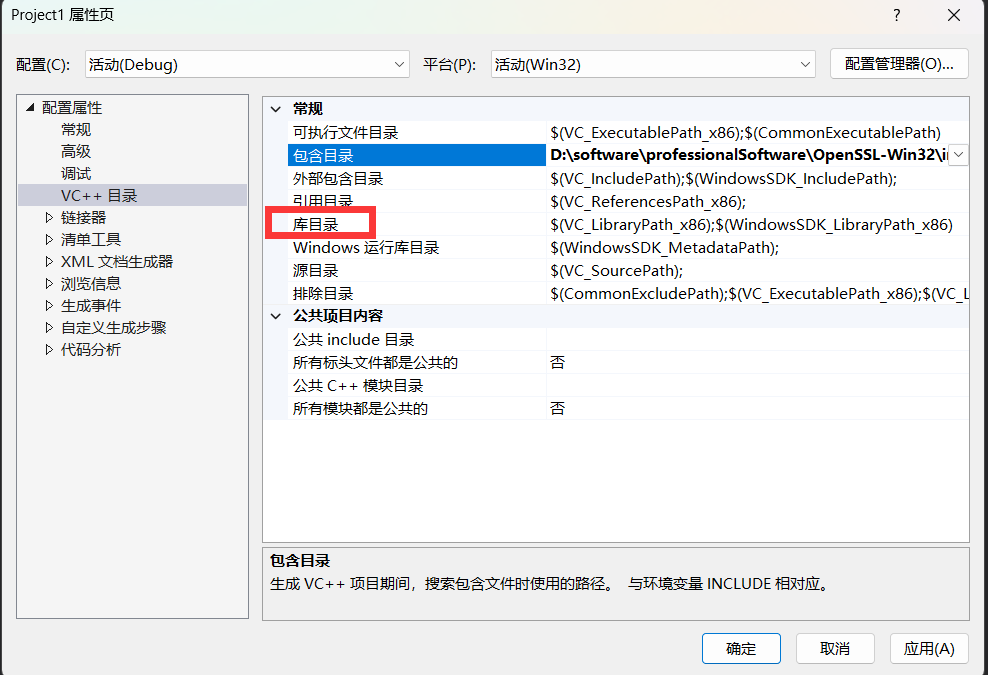 Project1 属性页
配置(C): 活动(Debug) 平台(P): 活动(Win32) 配置管理器(O)...
配置属性
常规
高级
调试
VC++ 目录
链接器
清单工具
XML 文档生成器
浏览信息
生成事件
自定义生成步骤
代码分析
常规
可执行文件目录 $(VC_ExecutablePath_x86);$(CommonExecutablePath)
包含目录 D:\software\professionalSoftware\OpenSSL-Win32\i
外部包含目录 $(VC_IncludePath);$(WindowsSDK_IncludePath);
引用目录 $(VC_ReferencesPath_x86);
库目录 $(VC_LibraryPath_x86);$(WindowsSDK_LibraryPath_x86)
Windows 运行库目录 $(WindowsSDK_MetadataPath);
源目录 $(VC_SourcePath);
排除目录 $(CommonExcludePath);$(VC_ExecutablePath_x86);$(VC_L
公共项目内容
公共 include 目录
所有标头文件都是公共的 否
公共 C++ 模块目录
所有模块都是公共的 否
包含目录
生成 VC++ 项目期间，搜索包含文件时使用的路径。 与环境变量 INCLUDE 相对应。
确定 取消 应用(A)